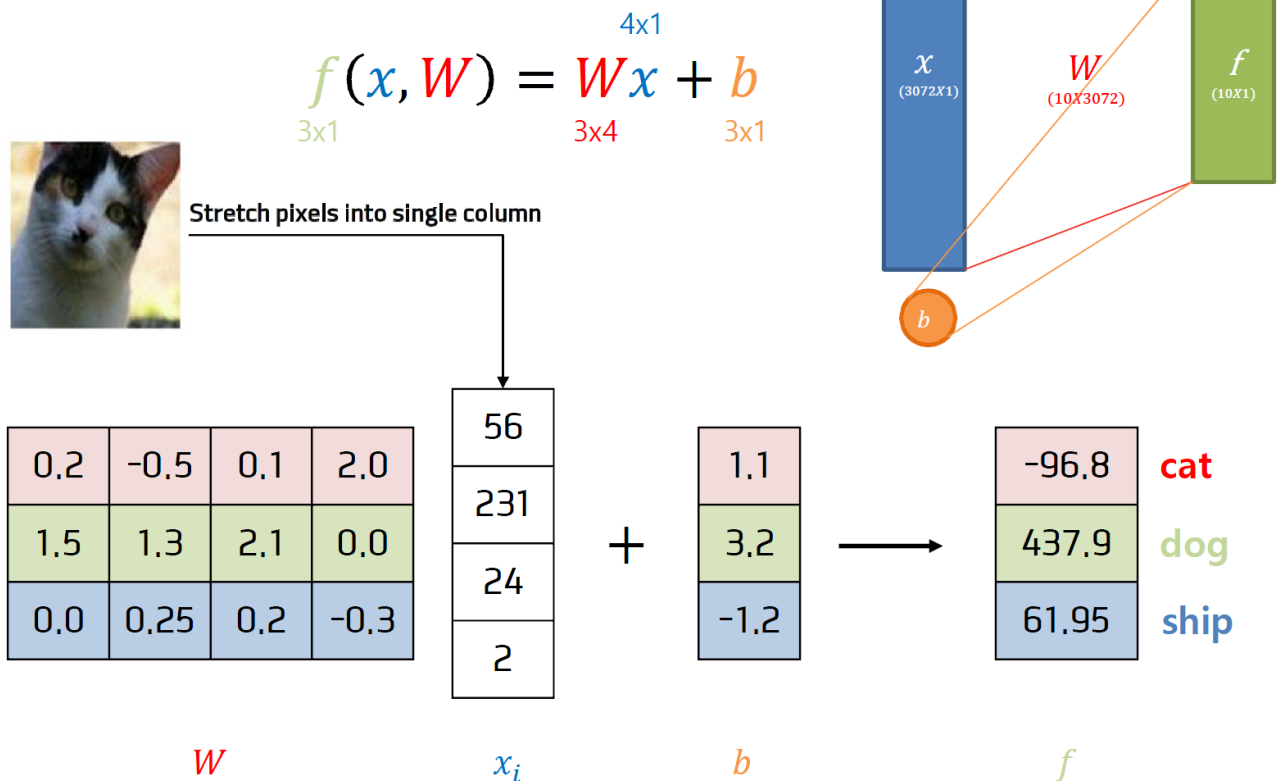 4x1
f(x, W) = Wx + b
3x1 3x4 3x1
x W f
(3072X1) (10X3072) (10X1)
Stretch pixels into single column
b
56
231
24
2
0.2 -0.5 0.1 2.0 1.1 -96.8 cat
1.5 1.3 2.1 0.0 + 3.2 437.9 dog
0.0 0.25 0.2 -0.3 -1.2 61.95 ship
W xᵢ b f